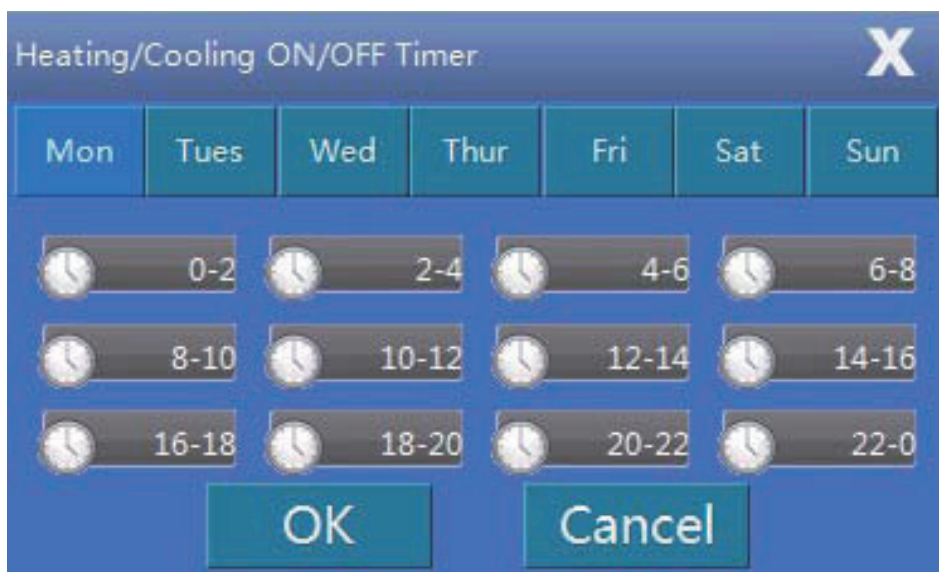 Heating/Cooling ON/OFF Timer X
Mon Tues Wed Thur Fri Sat Sun
0-2 2-4 4-6 6-8
8-10 10-12 12-14 14-16
16-18 18-20 20-22 22-0
OK Cancel